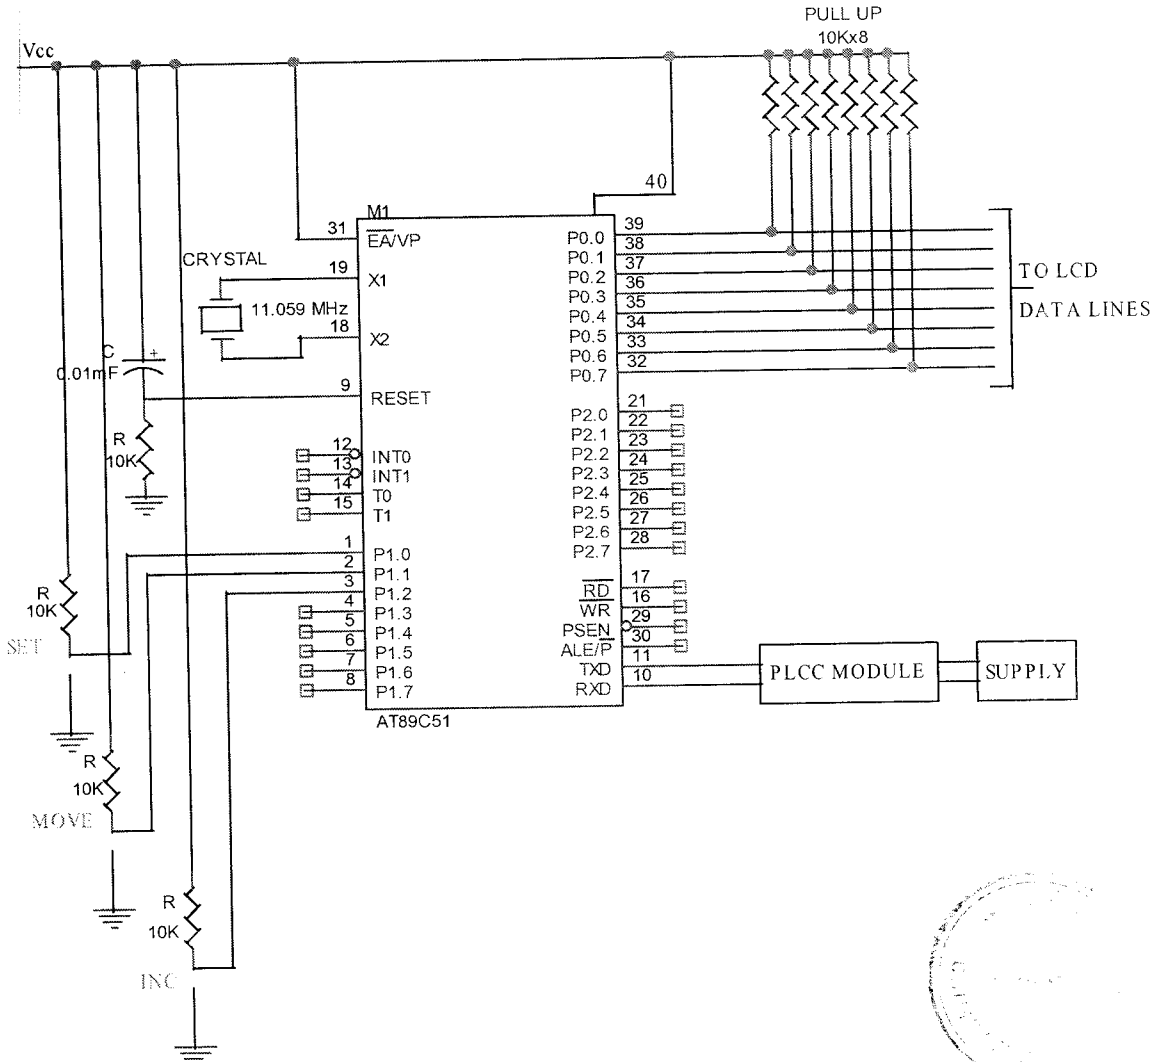 PULL UP
10Kx8
Vcc
40
M1
31
EA/VP
CRYSTAL
19
X1
11.059 MHz
18
X2
C
+
0.01mF
9
RESET
R
10K
12
INT0
13
INT1
14
T0
15
T1
1
P1.0
2
P1.1
3
P1.2
4
P1.3
5
P1.4
6
P1.5
7
P1.6
8
P1.7
39
P0.0
38
P0.1
37
P0.2
36
P0.3
35
P0.4
34
P0.5
33
P0.6
32
P0.7
TO LCD
DATA LINES
21
P2.0
22
P2.1
23
P2.2
24
P2.3
25
P2.4
26
P2.5
27
P2.6
28
P2.7
17
RD
16
WR
29
PSEN
30
ALE/P
11
TXD
10
RXD
PLCC MODULE
SUPPLY
AT89C51
R
10K
SET
R
10K
MOVE
R
10K
INC